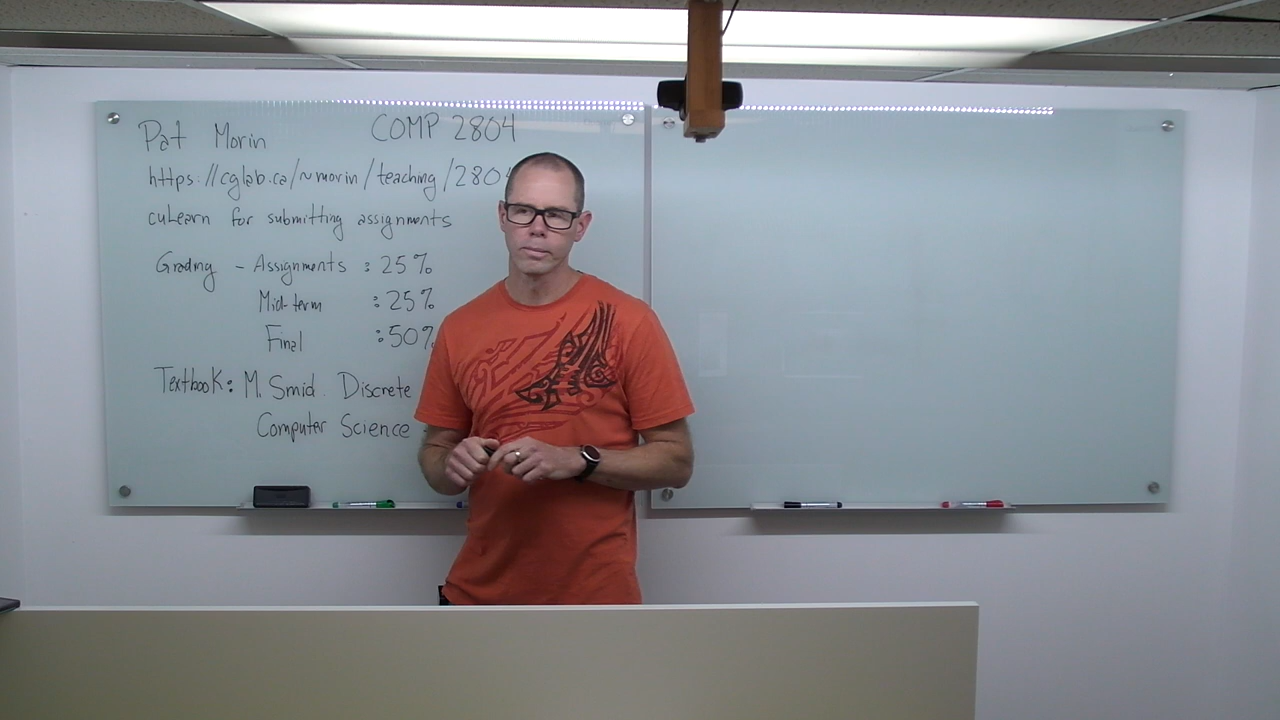 Pat Morin COMP 2804
https://cglab.ca/~morin/teaching/280
cuLearn for submitting assignments
Grading - Assignments : 25%
Mid-term : 25%
Final : 50%
Textbook: M. Smid. Discrete
Computer Science